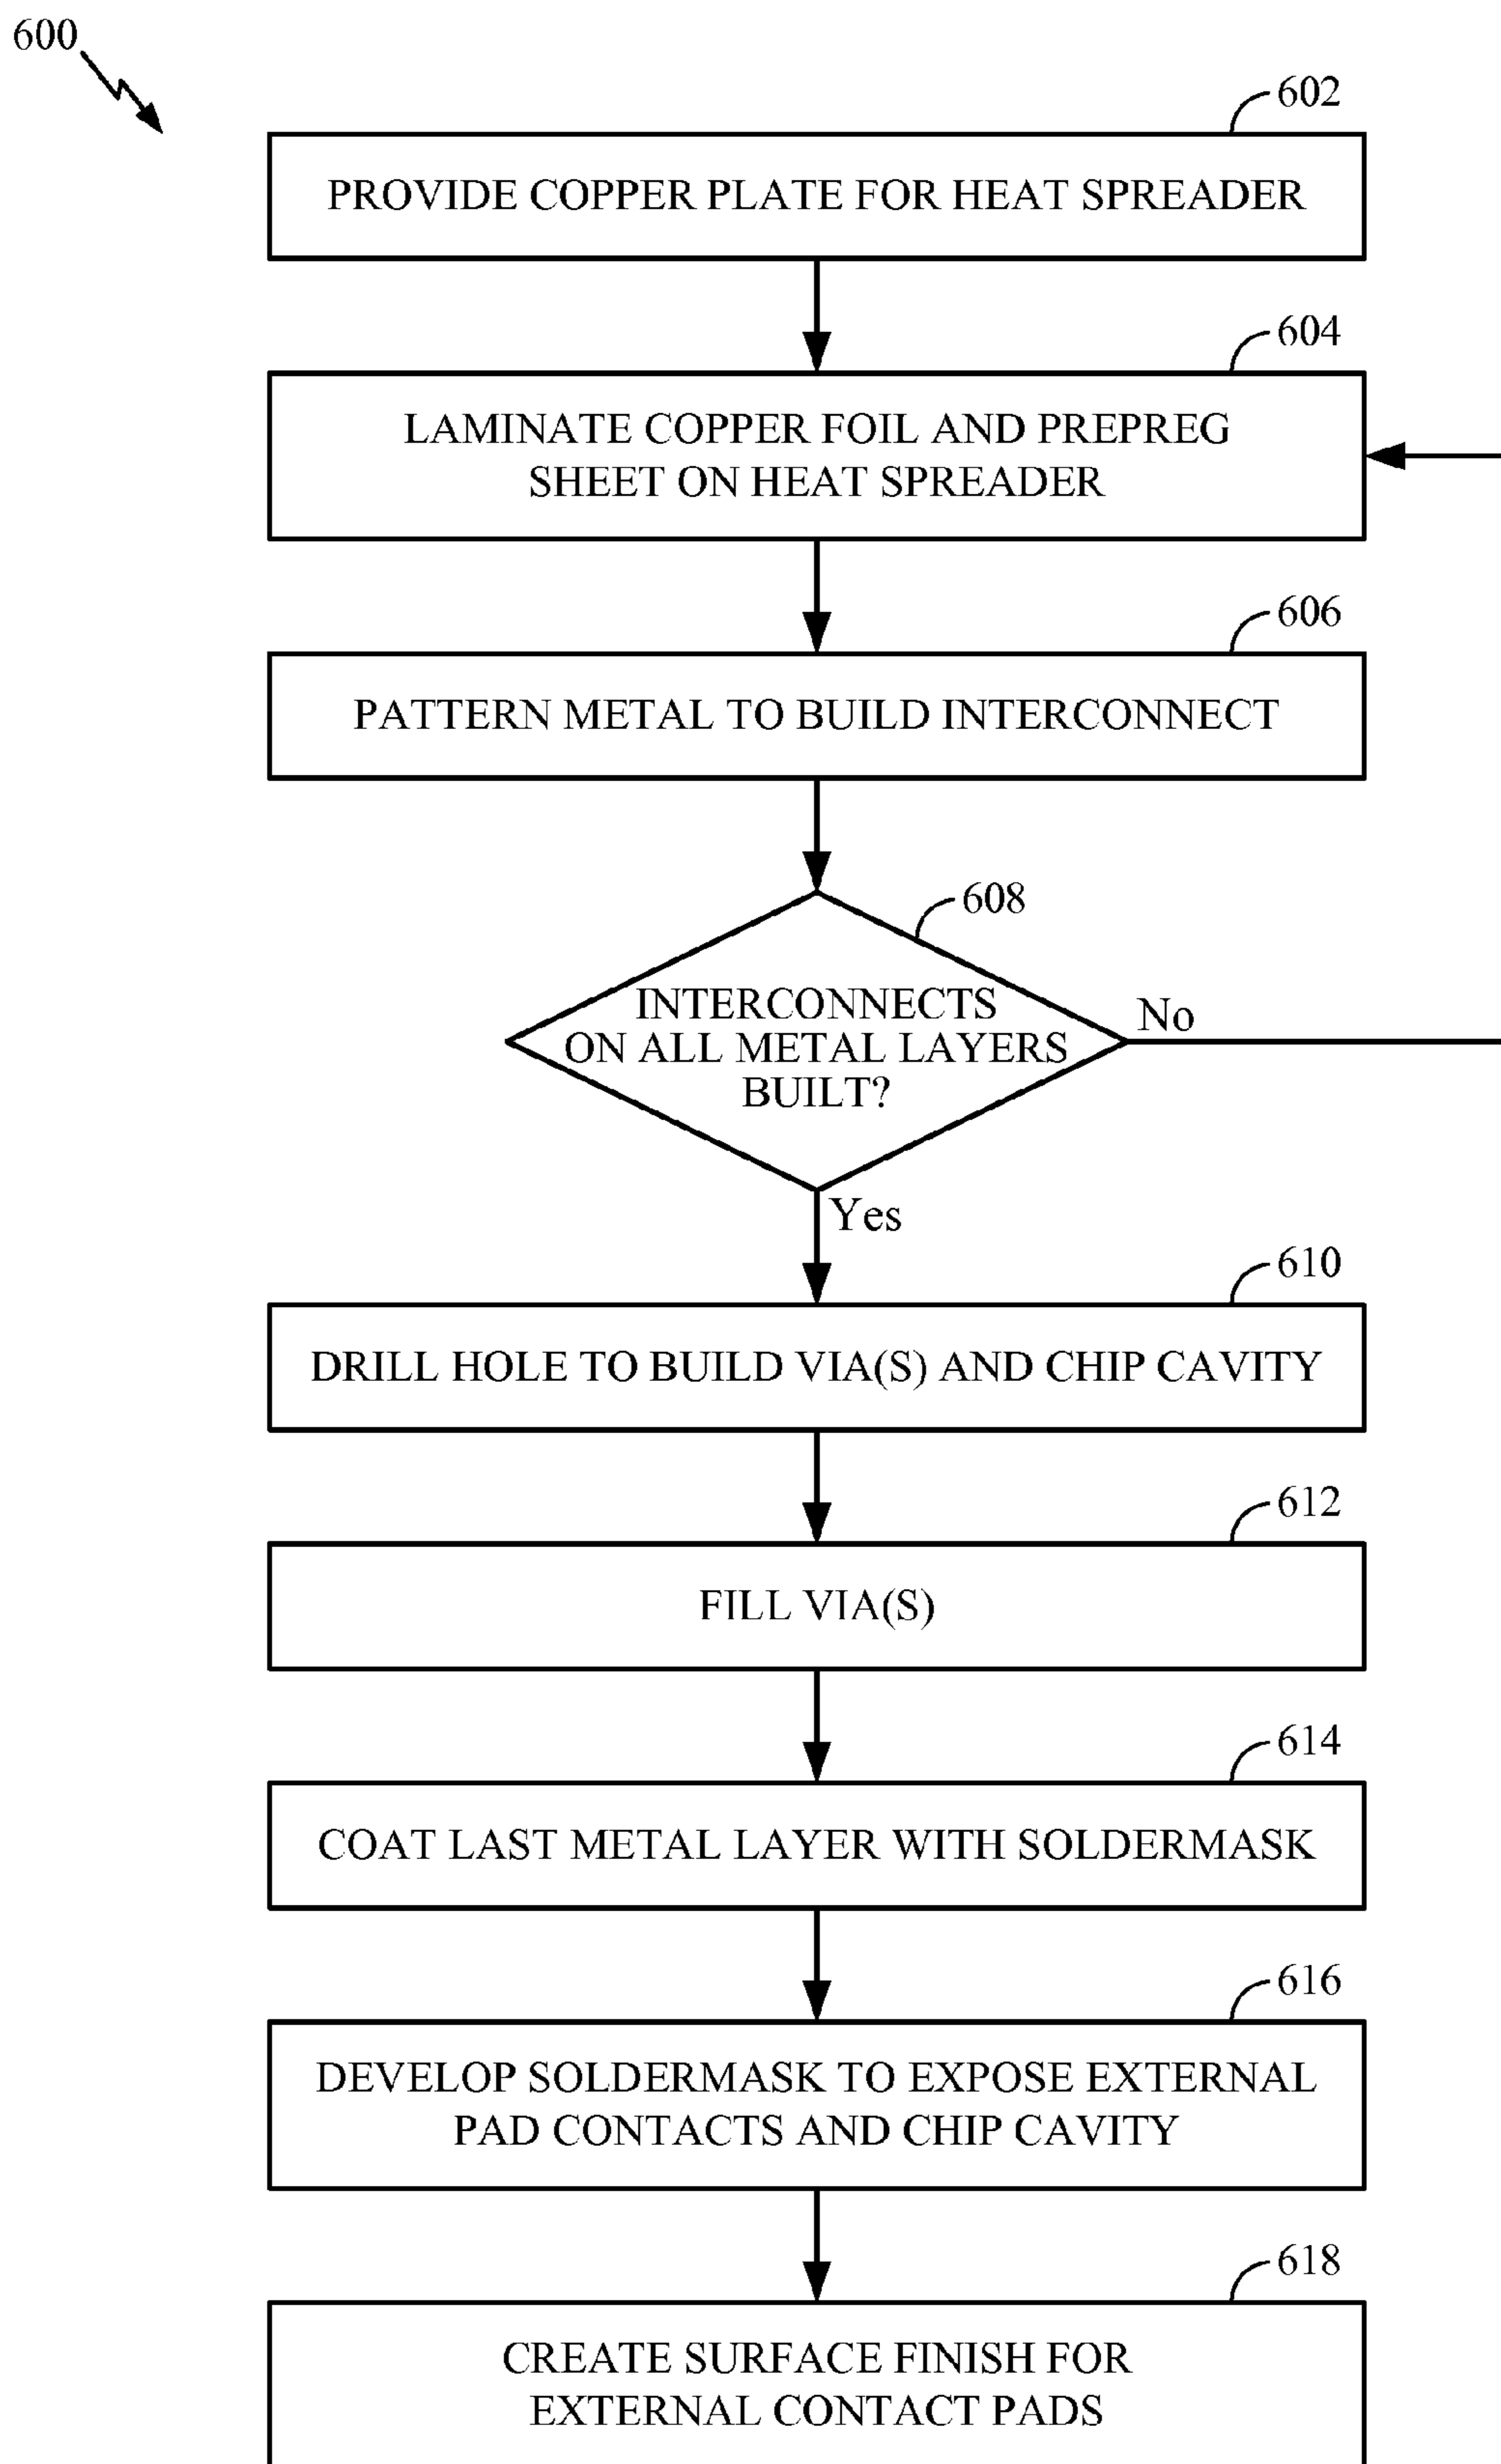 600
602
PROVIDE COPPER PLATE FOR HEAT SPREADER
604
LAMINATE COPPER FOIL AND PREPREG
SHEET ON HEAT SPREADER
606
PATTERN METAL TO BUILD INTERCONNECT
608
INTERCONNECTS
ON ALL METAL LAYERS
BUILT?
No
Yes
610
DRILL HOLE TO BUILD VIA(S) AND CHIP CAVITY
612
FILL VIA(S)
614
COAT LAST METAL LAYER WITH SOLDERMASK
616
DEVELOP SOLDERMASK TO EXPOSE EXTERNAL
PAD CONTACTS AND CHIP CAVITY
618
CREATE SURFACE FINISH FOR
EXTERNAL CONTACT PADS